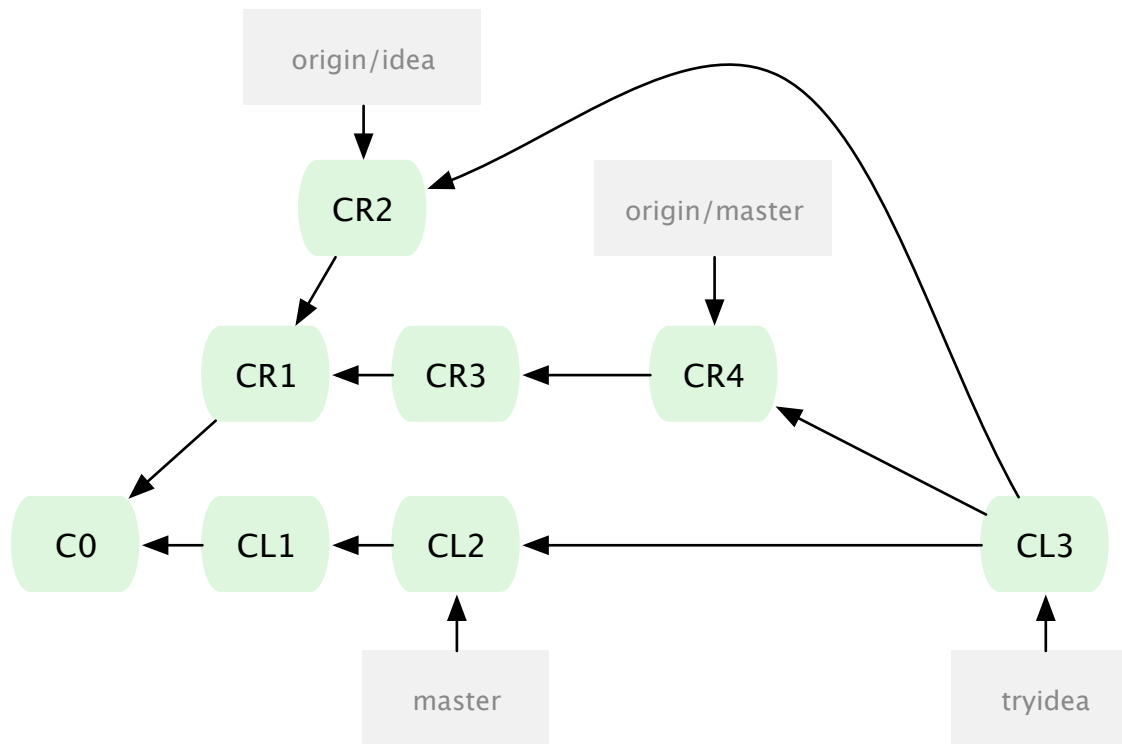 origin/idea
CR2
origin/master
CR1
CR3
CR4
C0
CL1
CL2
CL3
master
tryidea